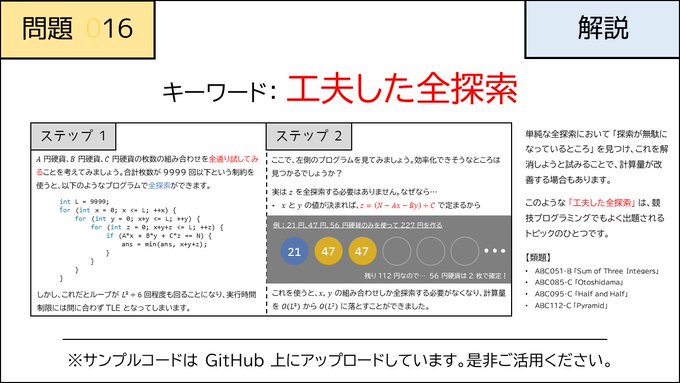 問題 016
解説
キーワード: 工夫した全探索
ステップ 1
A 円硬貨、B 円硬貨、C 円硬貨の枚数の組み合わせを全通り試してみ
ることを考えてみましょう。合計枚数が 9999 回以下という制約を
使うと、以下のようなプログラムで全探索ができます。
int L = 9999;
for (int x = 0; x <= L; ++x) {
for (int y = 0; x+y <= L; ++y) {
for (int z = 0; x+y+z <= L; ++z) {
if (A*x + B*y + C*z == N) {
ans = min(ans, x+y+z);
}
}
}
}
しかし、これだとループが L³ ÷ 6 回程度も回ることになり、実行時間
制限には間に合わず TLE となってしまいます。
ステップ 2
ここで、左側のプログラムを見てみましょう。効率化できそうなところは
見つかるでしょうか?
実は z を全探索する必要はありません。なぜなら…
• x と y の値が決まれば、z = (N − Ax − By) ÷ C で定まるから
例：21 円、47 円、56 円硬貨のみを使って 227 円を作る
21 47 47 •••
残り 112 円なので… 56 円硬貨は 2 枚で確定！
これを使うと、x, y の組み合わせしか全探索する必要がなくなり、計算量
を O(L³) から O(L²) に落とすことができました。
単純な全探索において「探索が無駄に
なっているところ」を見つけ、これを解
消しようと試みることで、計算量が改
善する場合もあります。
このような「工夫した全探索」は、競
技プログラミングでもよく出題される
トピックのひとつです。
【類題】
• ABC051-B「Sum of Three Integers」
• ABC085-C「Otoshidama」
• ABC095-C「Half and Half」
• ABC112-C「Pyramid」
※サンプルコードは GitHub 上にアップロードしています。是非ご活用ください。